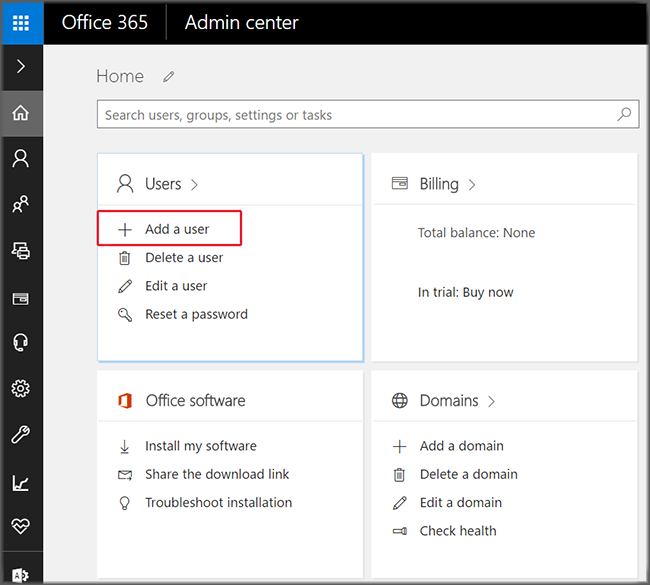 Office 365
Admin center
Home
Search users, groups, settings or tasks
Users
Add a user
Delete a user
Edit a user
Reset a password
Billing
Total balance: None
In trial: Buy now
Office software
Install my software
Share the download link
Troubleshoot installation
Domains
Add a domain
Delete a domain
Edit a domain
Check health